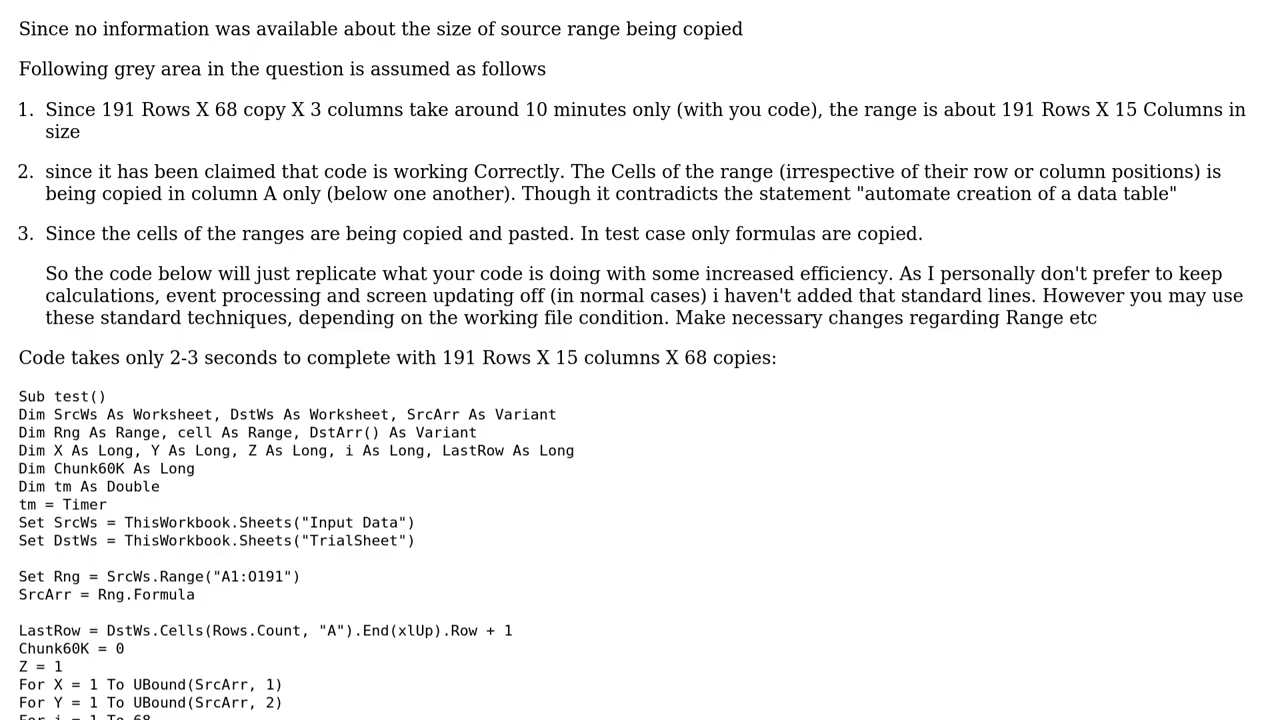 Since no information was available about the size of source range being copied
Following grey area in the question is assumed as follows
1. Since 191 Rows X 68 copy X 3 columns take around 10 minutes only (with you code), the range is about 191 Rows X 15 Columns in
size
2. since it has been claimed that code is working Correctly. The Cells of the range (irrespective of their row or column positions) is
being copied in column A only (below one another). Though it contradicts the statement "automate creation of a data table"
3. Since the cells of the ranges are being copied and pasted. In test case only formulas are copied.
So the code below will just replicate what your code is doing with some increased efficiency. As I personally don't prefer to keep
calculations, event processing and screen updating off (in normal cases) i haven't added that standard lines. However you may use
these standard techniques, depending on the working file condition. Make necessary changes regarding Range etc
Code takes only 2-3 seconds to complete with 191 Rows X 15 columns X 68 copies:
Sub test()
Dim SrcWs As Worksheet, DstWs As Worksheet, SrcArr As Variant
Dim Rng As Range, cell As Range, DstArr() As Variant
Dim X As Long, Y As Long, Z As Long, i As Long, LastRow As Long
Dim Chunk60K As Long
Dim tm As Double
tm = Timer
Set SrcWs = ThisWorkbook.Sheets("Input Data")
Set DstWs = ThisWorkbook.Sheets("TrialSheet")
Set Rng = SrcWs.Range("A1:O191")
SrcArr = Rng.Formula
LastRow = DstWs.Cells(Rows.Count, "A").End(xlUp).Row + 1
Chunk60K = 0
Z = 1
For X = 1 To UBound(SrcArr, 1)
For Y = 1 To UBound(SrcArr, 2)
For i = 1 To 68